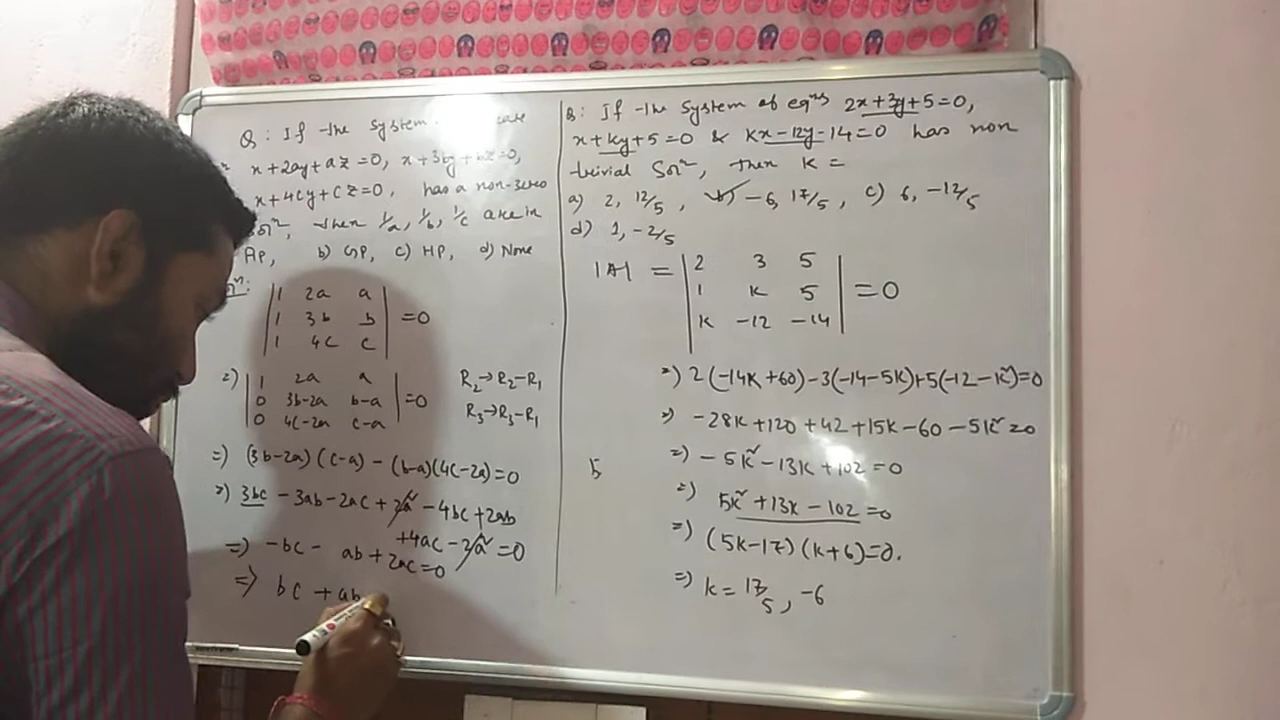 Q: If the system
x+2ay+az=0, x+3by+bz=0,
x+4cy+cz=0, has a non-zero
Solⁿ, then 1/a, 1/b, 1/c are in
AP, b) GP, c) HP, d) None
|1 2a a|
|1 3b b| =0
|1 4c c|
=> |1 2a a| R₂→R₂-R₁
|0 3b-2a b-a| =0
|0 4c-2a c-a| R₃→R₃-R₁
=> (3b-2a)(c-a) - (b-a)(4c-2a)=0
=> 3bc - 3ab - 2ac + 2a² - 4bc + 2ab
+4ac - 2a² = 0
=> -bc - ab + 2ac=0
=> bc + ab
Q: If the System of eqⁿs 2x+3y+5=0,
x+ky+5=0 & kx-12y-14=0 has non
trivial Solⁿ, then k =
a) 2, 12/5, b) -6, 17/5, c) 6, -12/5
d) 1, -2/5
|A| = |2 3 5|
|1 k 5| =0
|k -12 -14|
=> 2(-14k+60)-3(-14-5k)+5(-12-k²)=0
=> -28k+120+42+15k-60-5k²=0
=> -5k²-13k+102=0
=> 5k²+13k-102=0
=> (5k-17)(k+6)=0.
=> k = 17/5, -6